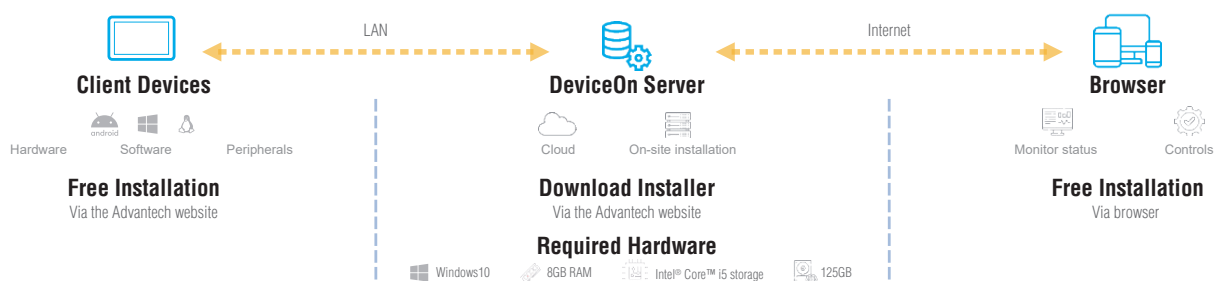 LAN
Internet
Client Devices
DeviceOn Server
Browser
android
Hardware
Software
Peripherals
Cloud
On-site installation
Monitor status
Controls
Free Installation
Download Installer
Free Installation
Via the Advantech website
Via the Advantech website
Via browser
Required Hardware
Windows10
8GB RAM
Intel® Core™ i5 storage
125GB